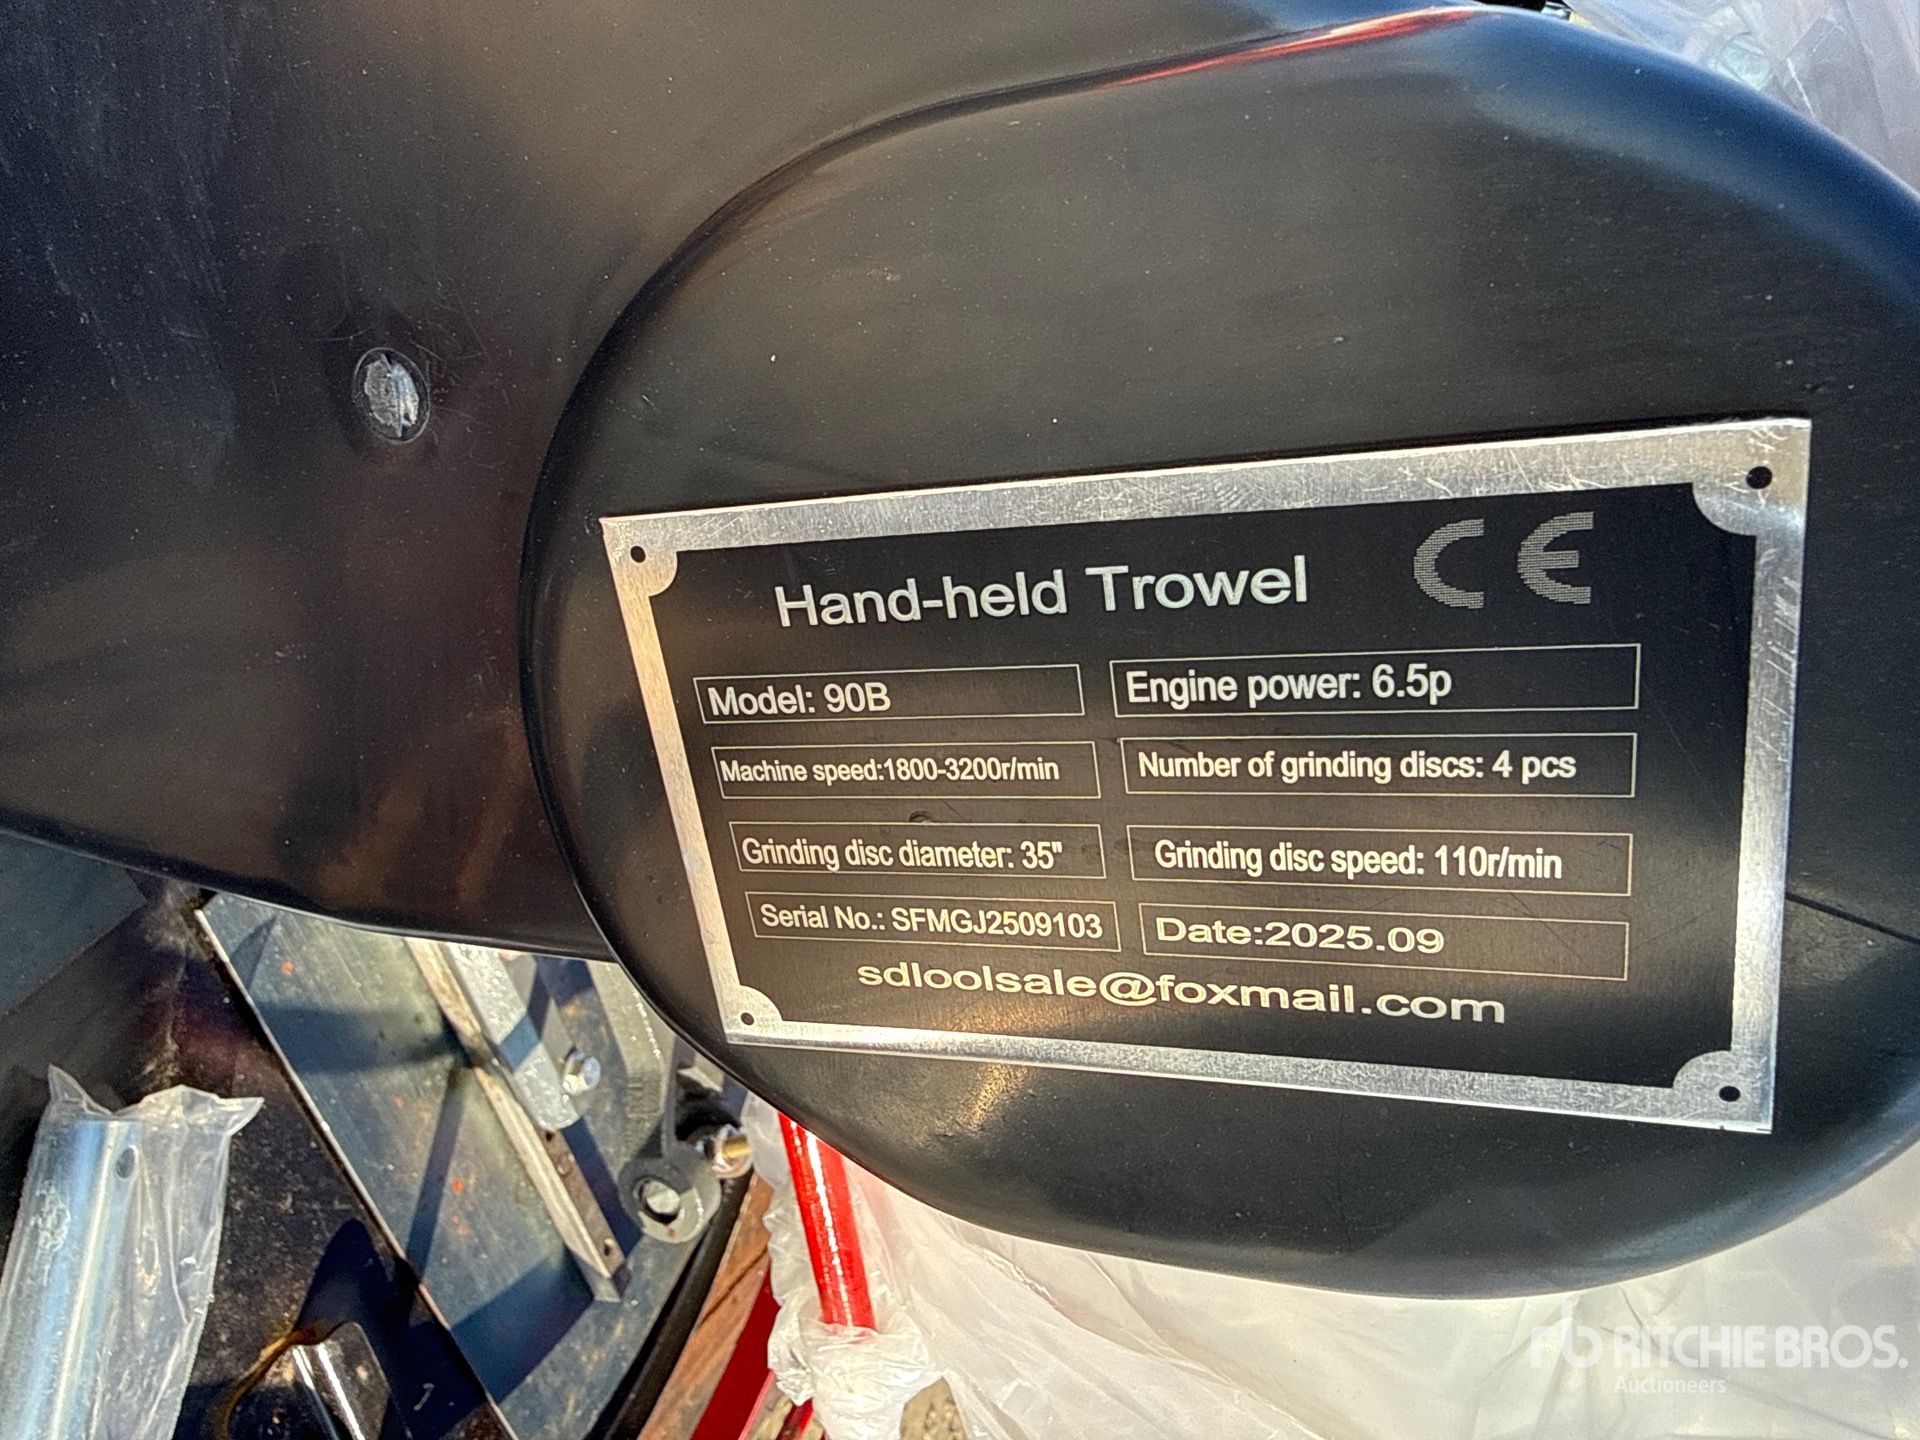 Hand-held Trowel CE
Model: 90B
Engine power: 6.5p
Machine speed:1800-3200r/min
Number of grinding discs: 4 pcs
Grinding disc diameter: 35"
Grinding disc speed: 110r/min
Serial No.: SFMGJ2509103
Date:2025.09
sdloolsale@foxmail.com
RITCHIE BROS.
Auctioneers